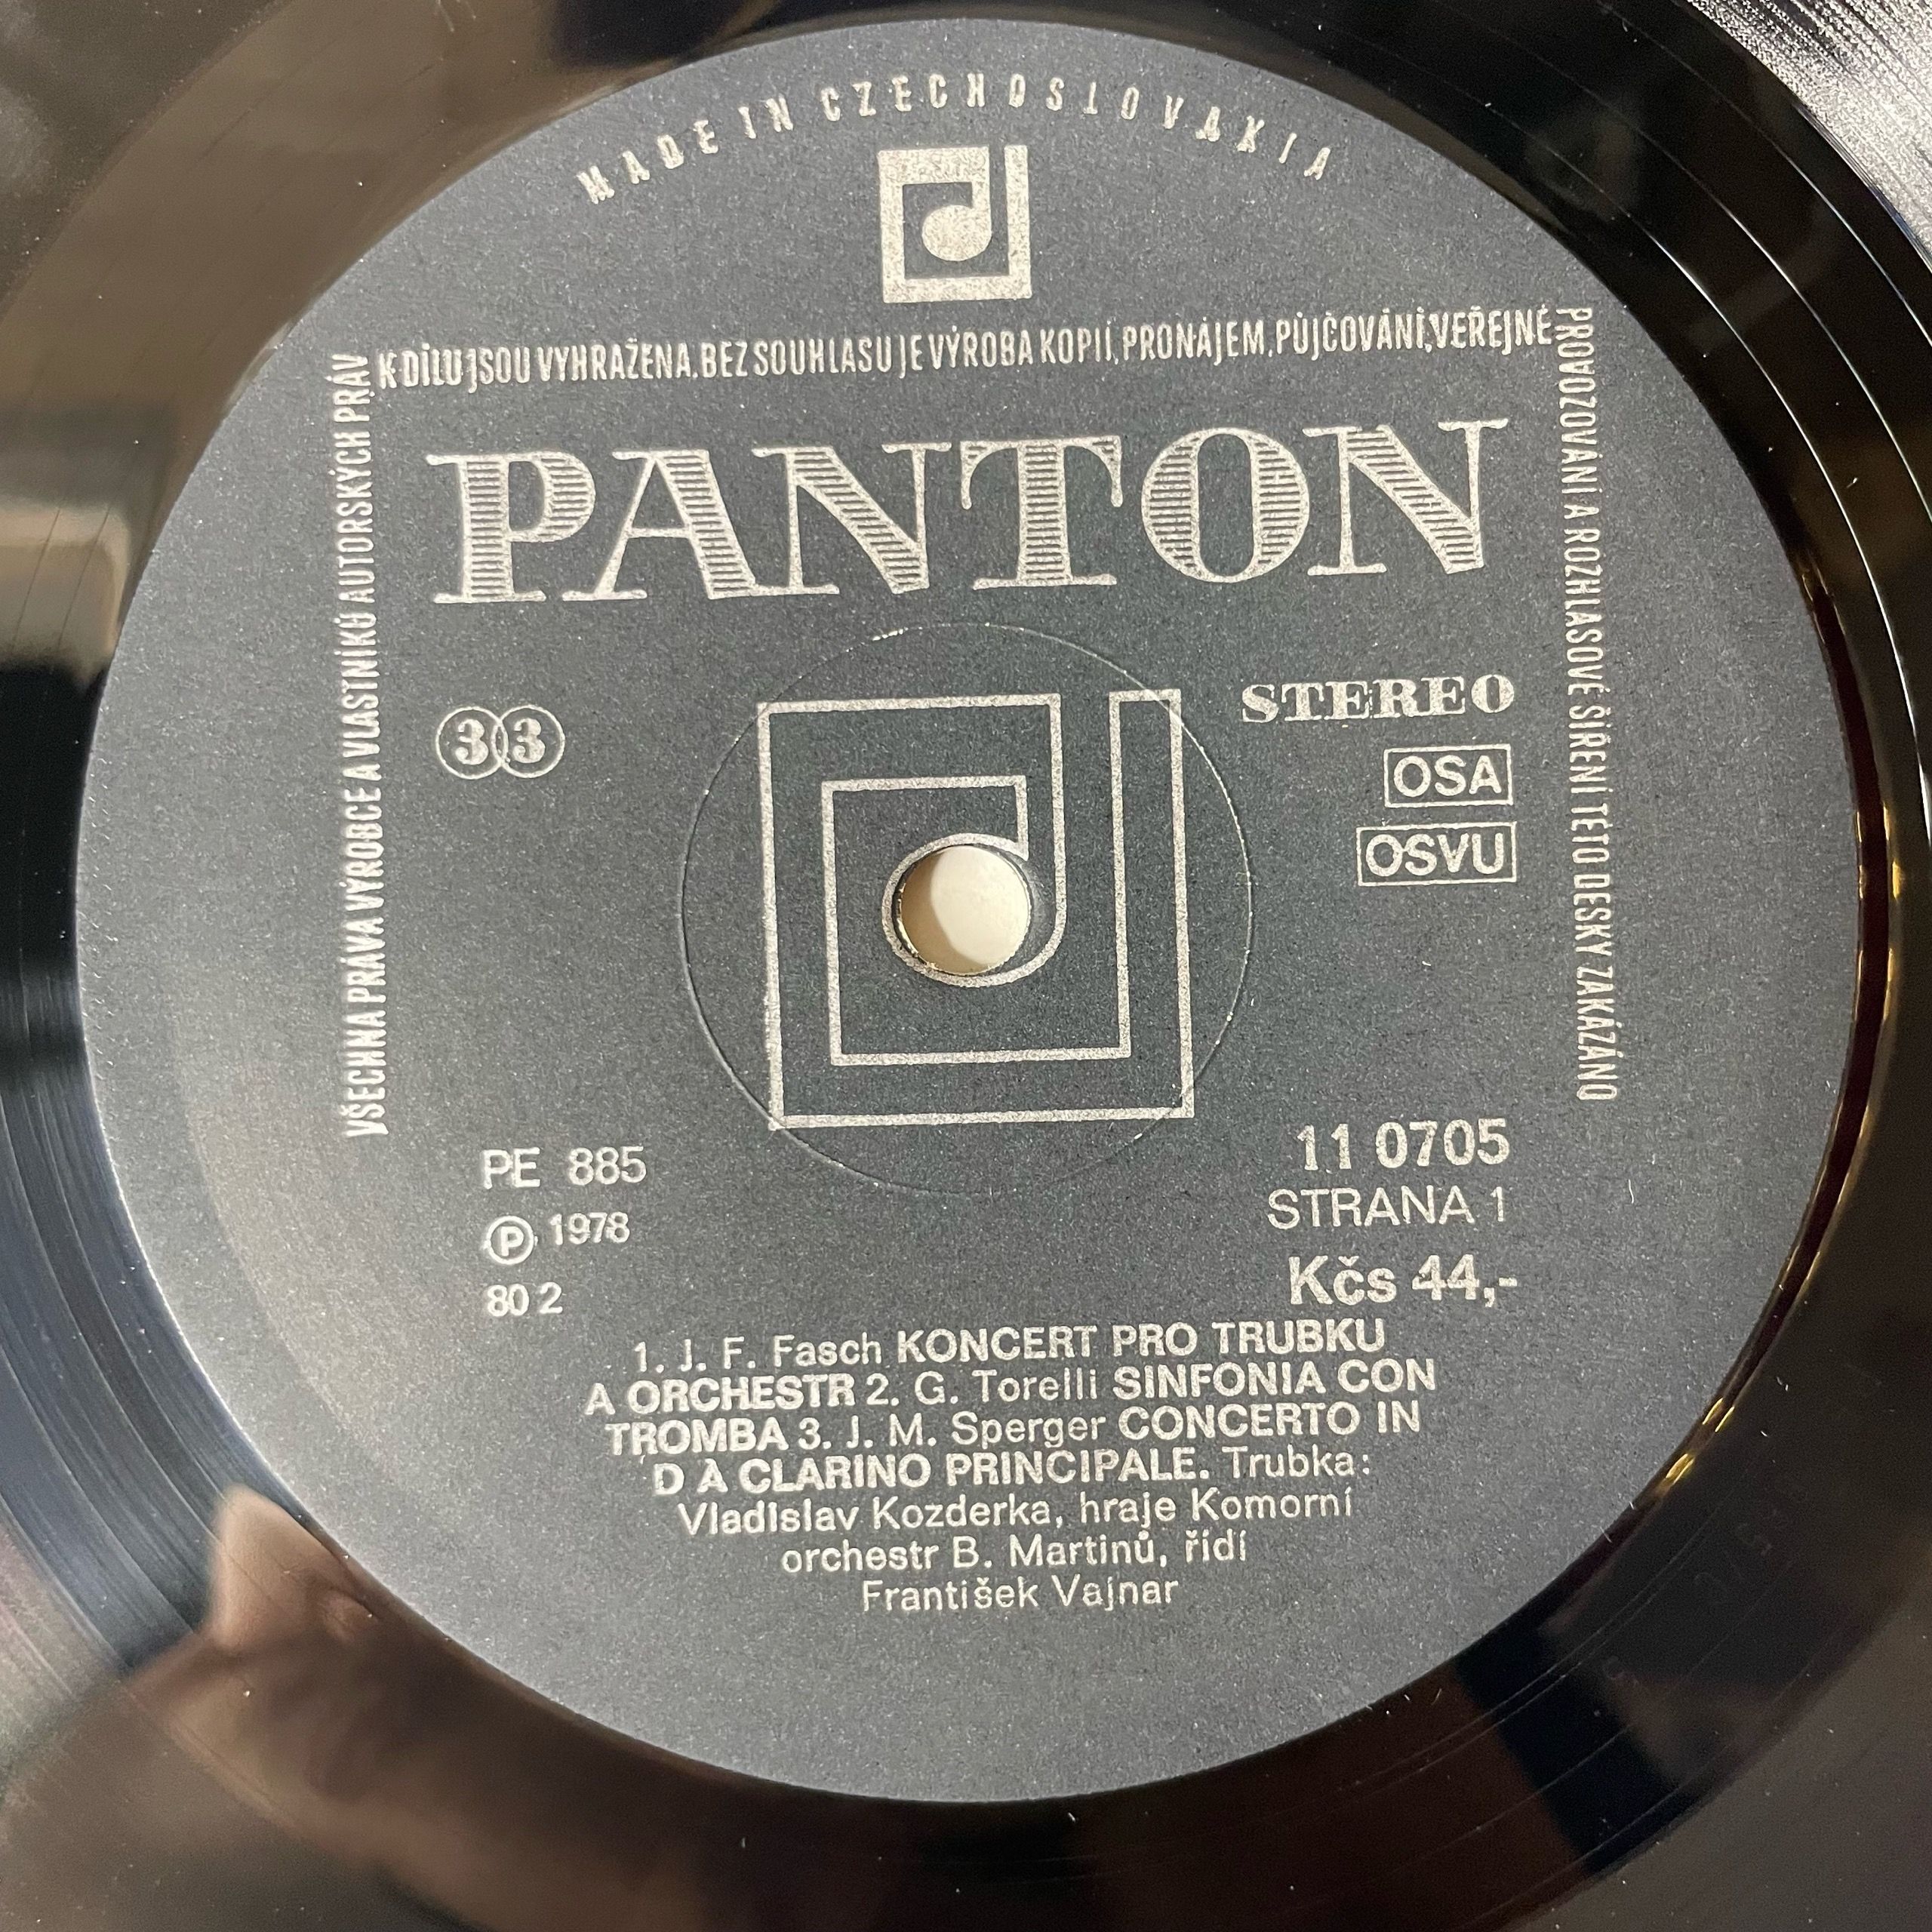 MADE IN CZECHOSLOVAKIA
VŠECHNA PRÁVA VÝROBCE A VLASTNÍKŮ AUTORSKÝCH PRÁV
K DÍLU JSOU VYHRAŽENA. BEZ SOUHLASU JE VÝROBA KOPIÍ, PRONÁJEM, PŮJČOVÁNÍ, VEŘEJNÉ
PROVOZOVÁNÍ A ROZHLASOVÉ ŠÍŘENÍ TÉTO DESKY ZAKÁZÁNO
PANTON
33
STEREO
OSA
OSVU
PE 885
Ⓟ 1978
80 2
11 0705
STRANA 1
Kčs 44,-
1. J. F. Fasch KONCERT PRO TRUBKU
A ORCHESTR 2. G. Torelli SINFONIA CON
TROMBA 3. J. M. Sperger CONCERTO IN
D A CLARINO PRINCIPALE. Trubka:
Vladislav Kozderka, hraje Komorní
orchestr B. Martinů, řídí
František Vajnar